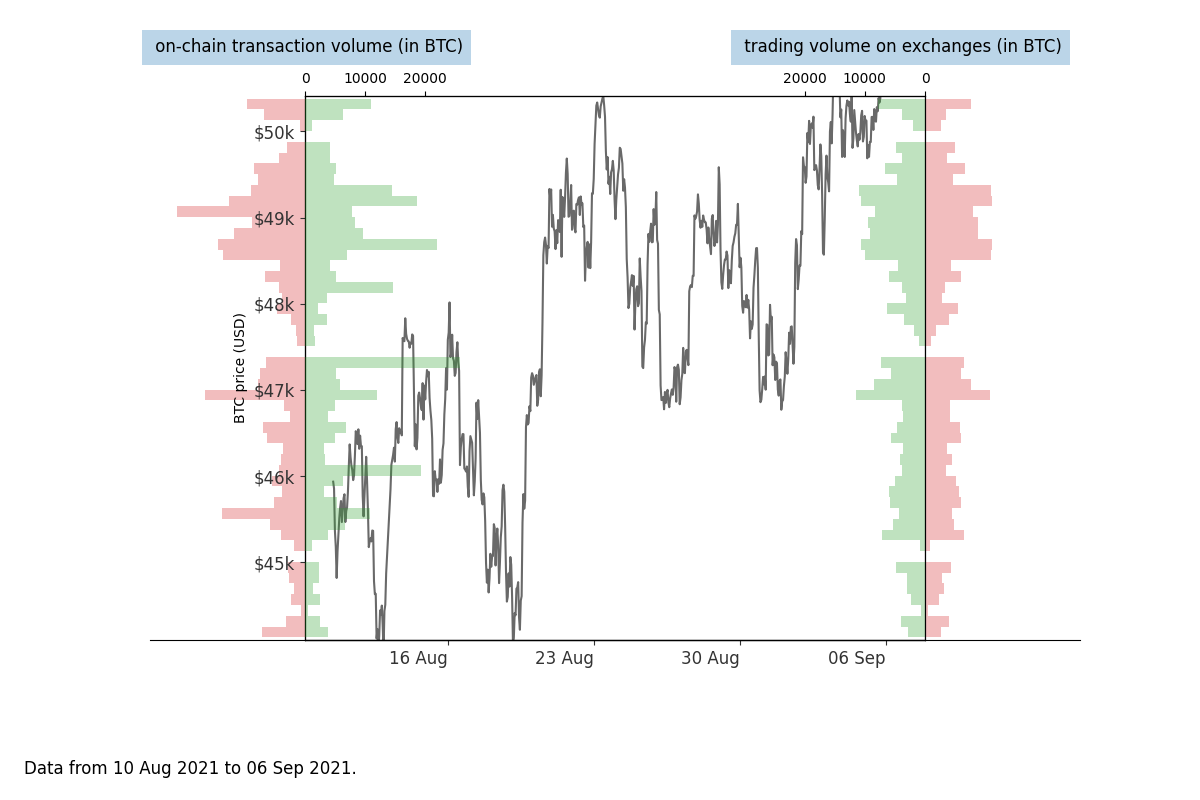 on-chain transaction volume (in BTC)
trading volume on exchanges (in BTC)
0 10000 20000
20000 10000 0
$50k
$49k
$48k
$47k
$46k
$45k
BTC price (USD)
16 Aug 23 Aug 30 Aug 06 Sep
Data from 10 Aug 2021 to 06 Sep 2021.